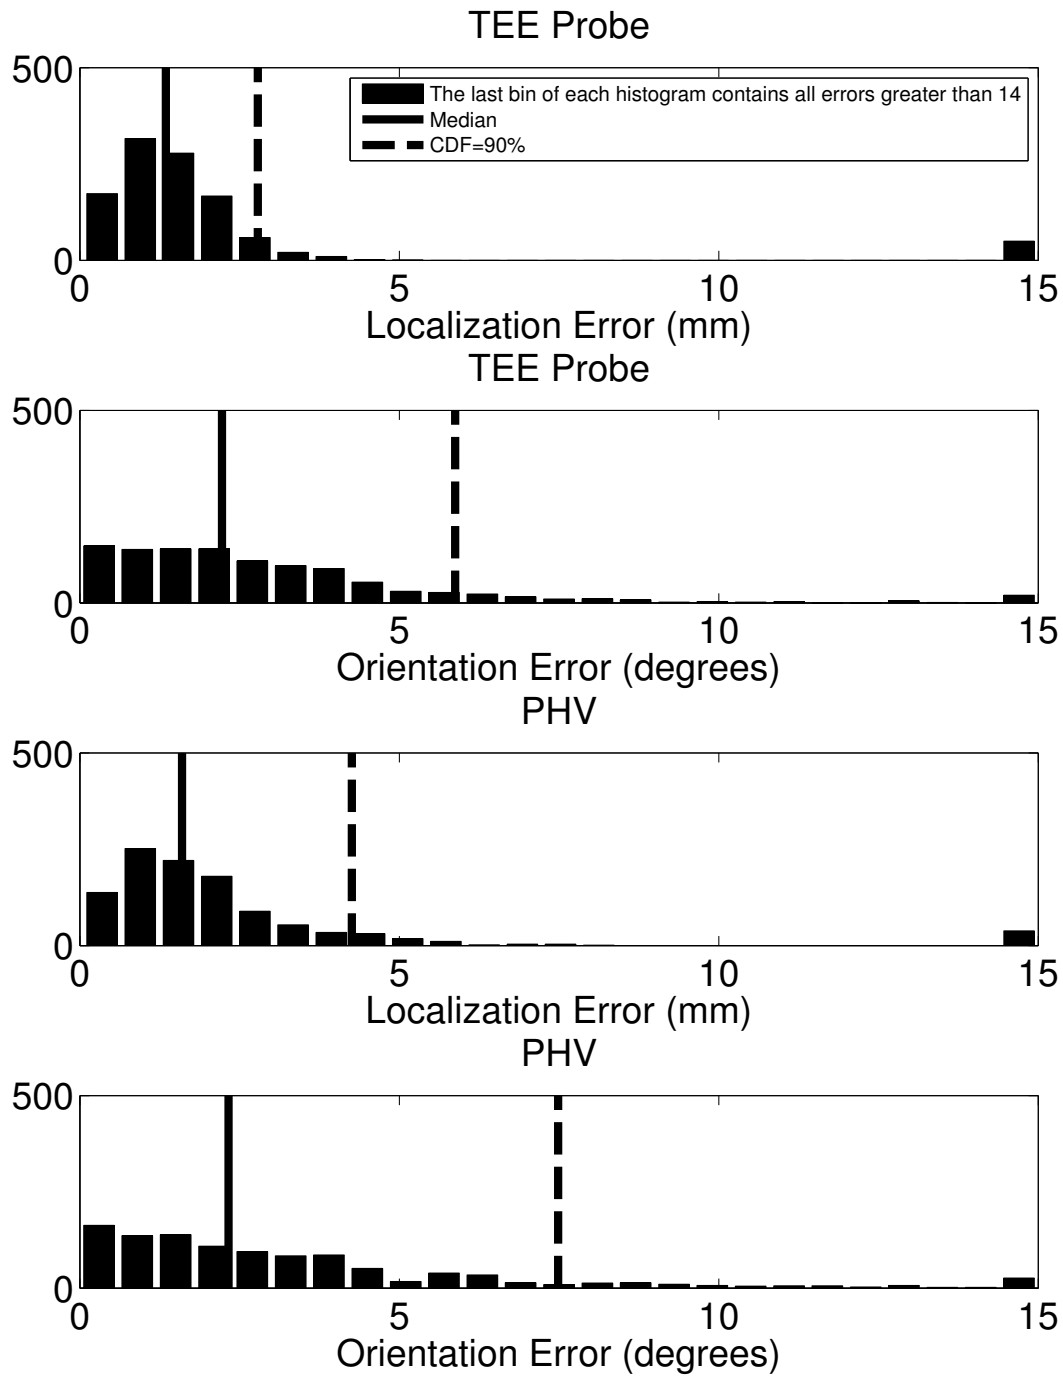 TEE Probe
500
The last bin of each histogram contains all errors greater than 14
Median
CDF=90%
0
0 5 10 15
Localization Error (mm)
TEE Probe
500
0
0 5 10 15
Orientation Error (degrees)
PHV
500
0
0 5 10 15
Localization Error (mm)
PHV
500
0
0 5 10 15
Orientation Error (degrees)